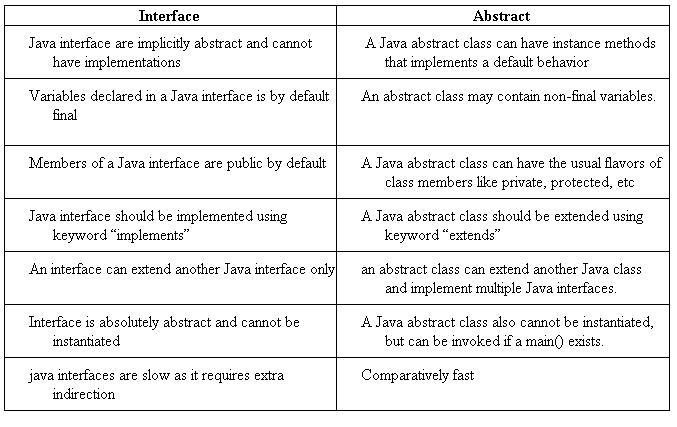 Interface
Abstract
Java interface are implicitly abstract and cannot
have implementations
A Java abstract class can have instance methods
that implements a default behavior
Variables declared in a Java interface is by default
final
An abstract class may contain non-final variables.
Members of a Java interface are public by default
A Java abstract class can have the usual flavors of
class members like private, protected, etc
Java interface should be implemented using
keyword “implements”
A Java abstract class should be extended using
keyword “extends”
An interface can extend another Java interface only
an abstract class can extend another Java class
and implement multiple Java interfaces.
Interface is absolutely abstract and cannot be
instantiated
A Java abstract class also cannot be instantiated,
but can be invoked if a main() exists.
java interfaces are slow as it requires extra
indirection
Comparatively fast